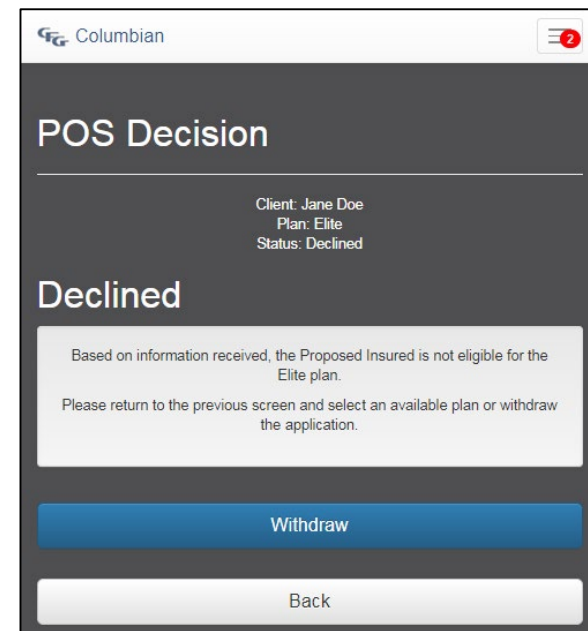 CFG Columbian
2
POS Decision
Client: Jane Doe
Plan: Elite
Status: Declined
Declined
Based on information received, the Proposed Insured is not eligible for the
Elite plan.
Please return to the previous screen and select an available plan or withdraw
the application.
Withdraw
Back